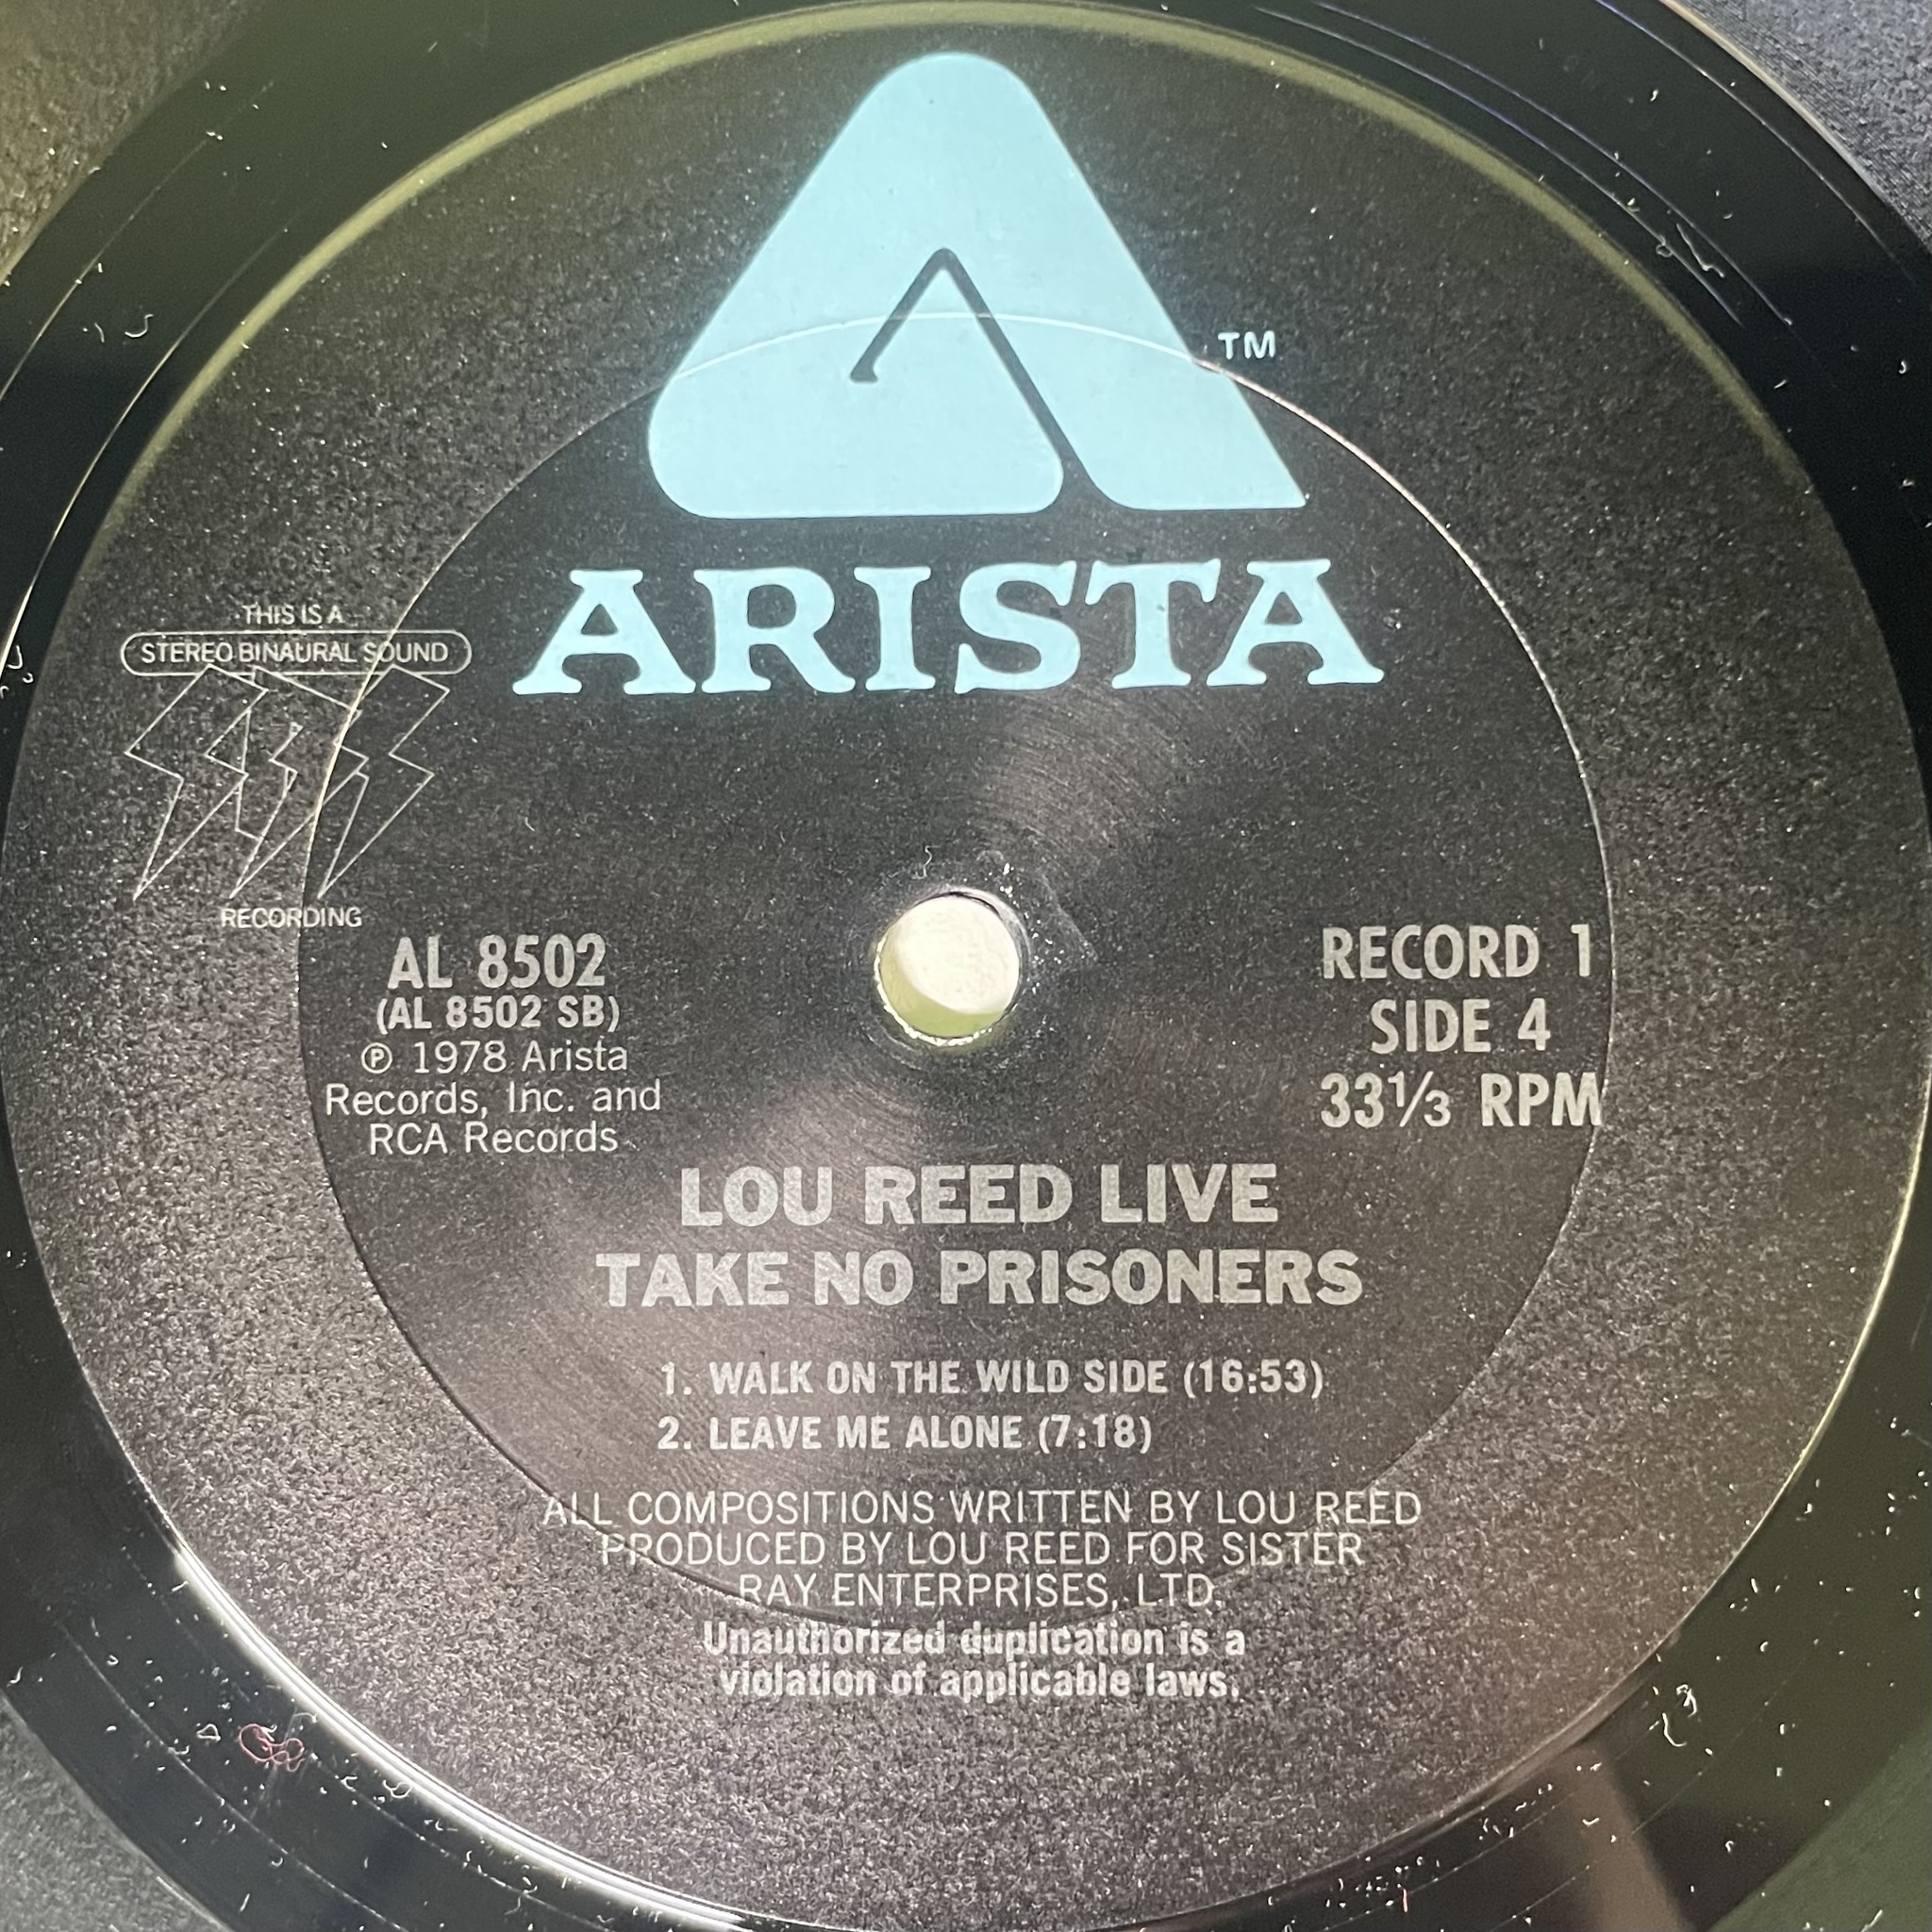 TM
ARISTA
THIS IS A
STEREO BINAURAL SOUND
RECORDING
AL 8502
(AL 8502 SB)
℗ 1978 Arista
Records, Inc. and
RCA Records
RECORD 1
SIDE 4
33⅓ RPM
LOU REED LIVE
TAKE NO PRISONERS
1. WALK ON THE WILD SIDE (16:53)
2. LEAVE ME ALONE (7:18)
ALL COMPOSITIONS WRITTEN BY LOU REED
PRODUCED BY LOU REED FOR SISTER
RAY ENTERPRISES, LTD.
Unauthorized duplication is a
violation of applicable laws.